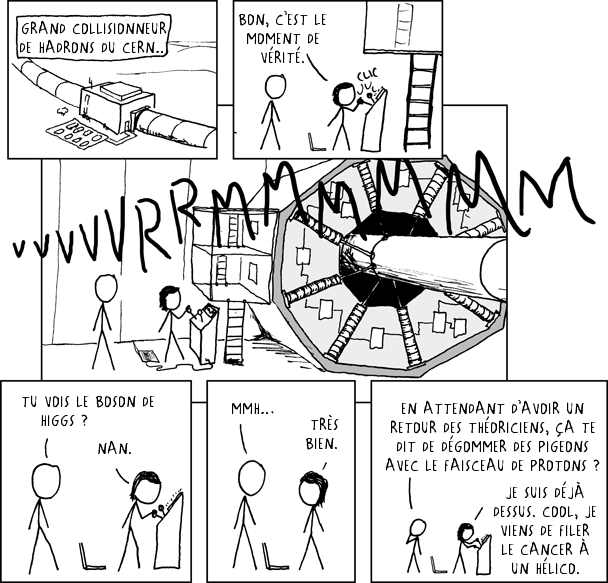 GRAND COLLISIONNEUR
DE HADRONS DU CERN..
BON, C'EST LE
MOMENT DE
VÉRITÉ.
CLIC
VVVVVVRRMMMMMMM
TU VOIS LE BOSON DE
HIGGS ?
NAN.
MMH...
TRÈS
BIEN.
EN ATTENDANT D'AVOIR UN
RETOUR DES THÉORICIENS, ÇA TE
DIT DE DÉGOMMER DES PIGEONS
AVEC LE FAISCEAU DE PROTONS ?
JE SUIS DÉJÀ
DESSUS. COOL, JE
VIENS DE FILER
LE CANCER À
UN HÉLICO.